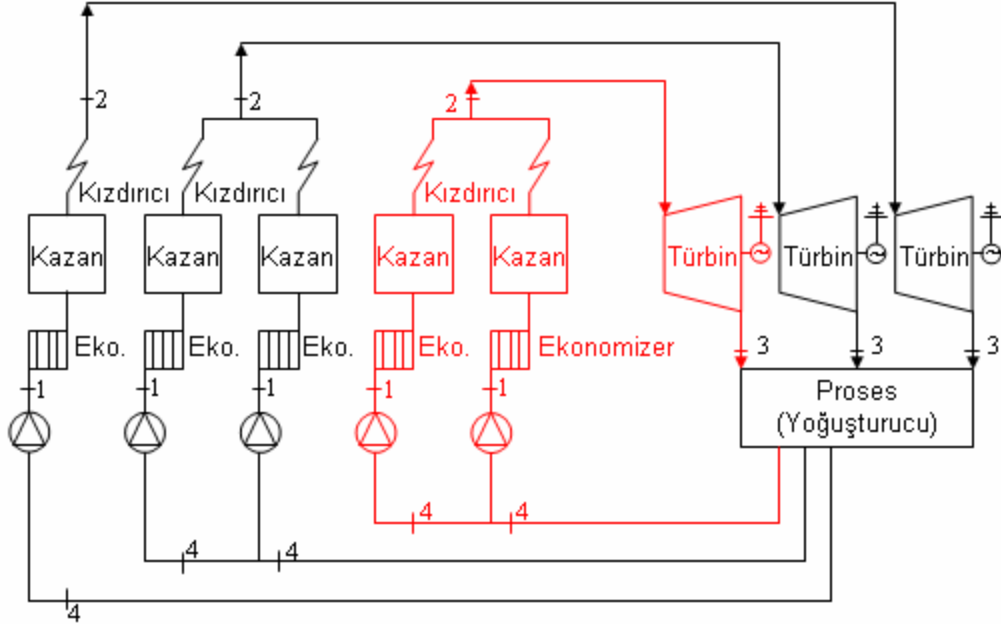 2
2
2
Kızdırıcı
Kızdırıcı
Kızdırıcı
Kazan
Kazan
Kazan
Kazan
Kazan
Türbin
Türbin
Türbin
Eko.
Eko.
Eko.
Eko.
Ekonomizer
3
3
3
1
1
1
1
1
Proses
(Yoğuşturucu)
4
4
4
4
4